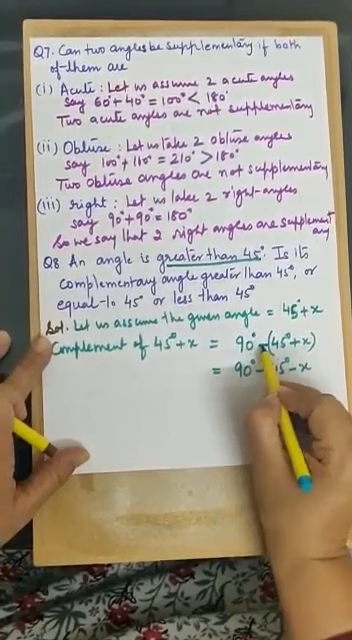 Q7. Can two angles be supplementary if both
of them are
(i) Acute : Let us assume 2 acute angles
say 60° + 40° = 100° < 180°
Two acute angles are not supplementary
(ii) Obtuse : Let us take 2 obtuse angles
say 100° + 110° = 210° > 180°
Two obtuse angles are not supplementary
(iii) right : Let us take 2 right-angles
say 90° + 90° = 180°
So we say that 2 right angles are supplementary
Q8 An angle is greater than 45°. Is its
complementary angle greater than 45°, or
equal to 45° or less than 45°
Sol. Let us assume the given angle = 45° + x
Complement of 45° + x = 90° - (45° + x)
= 90° - 45° - x